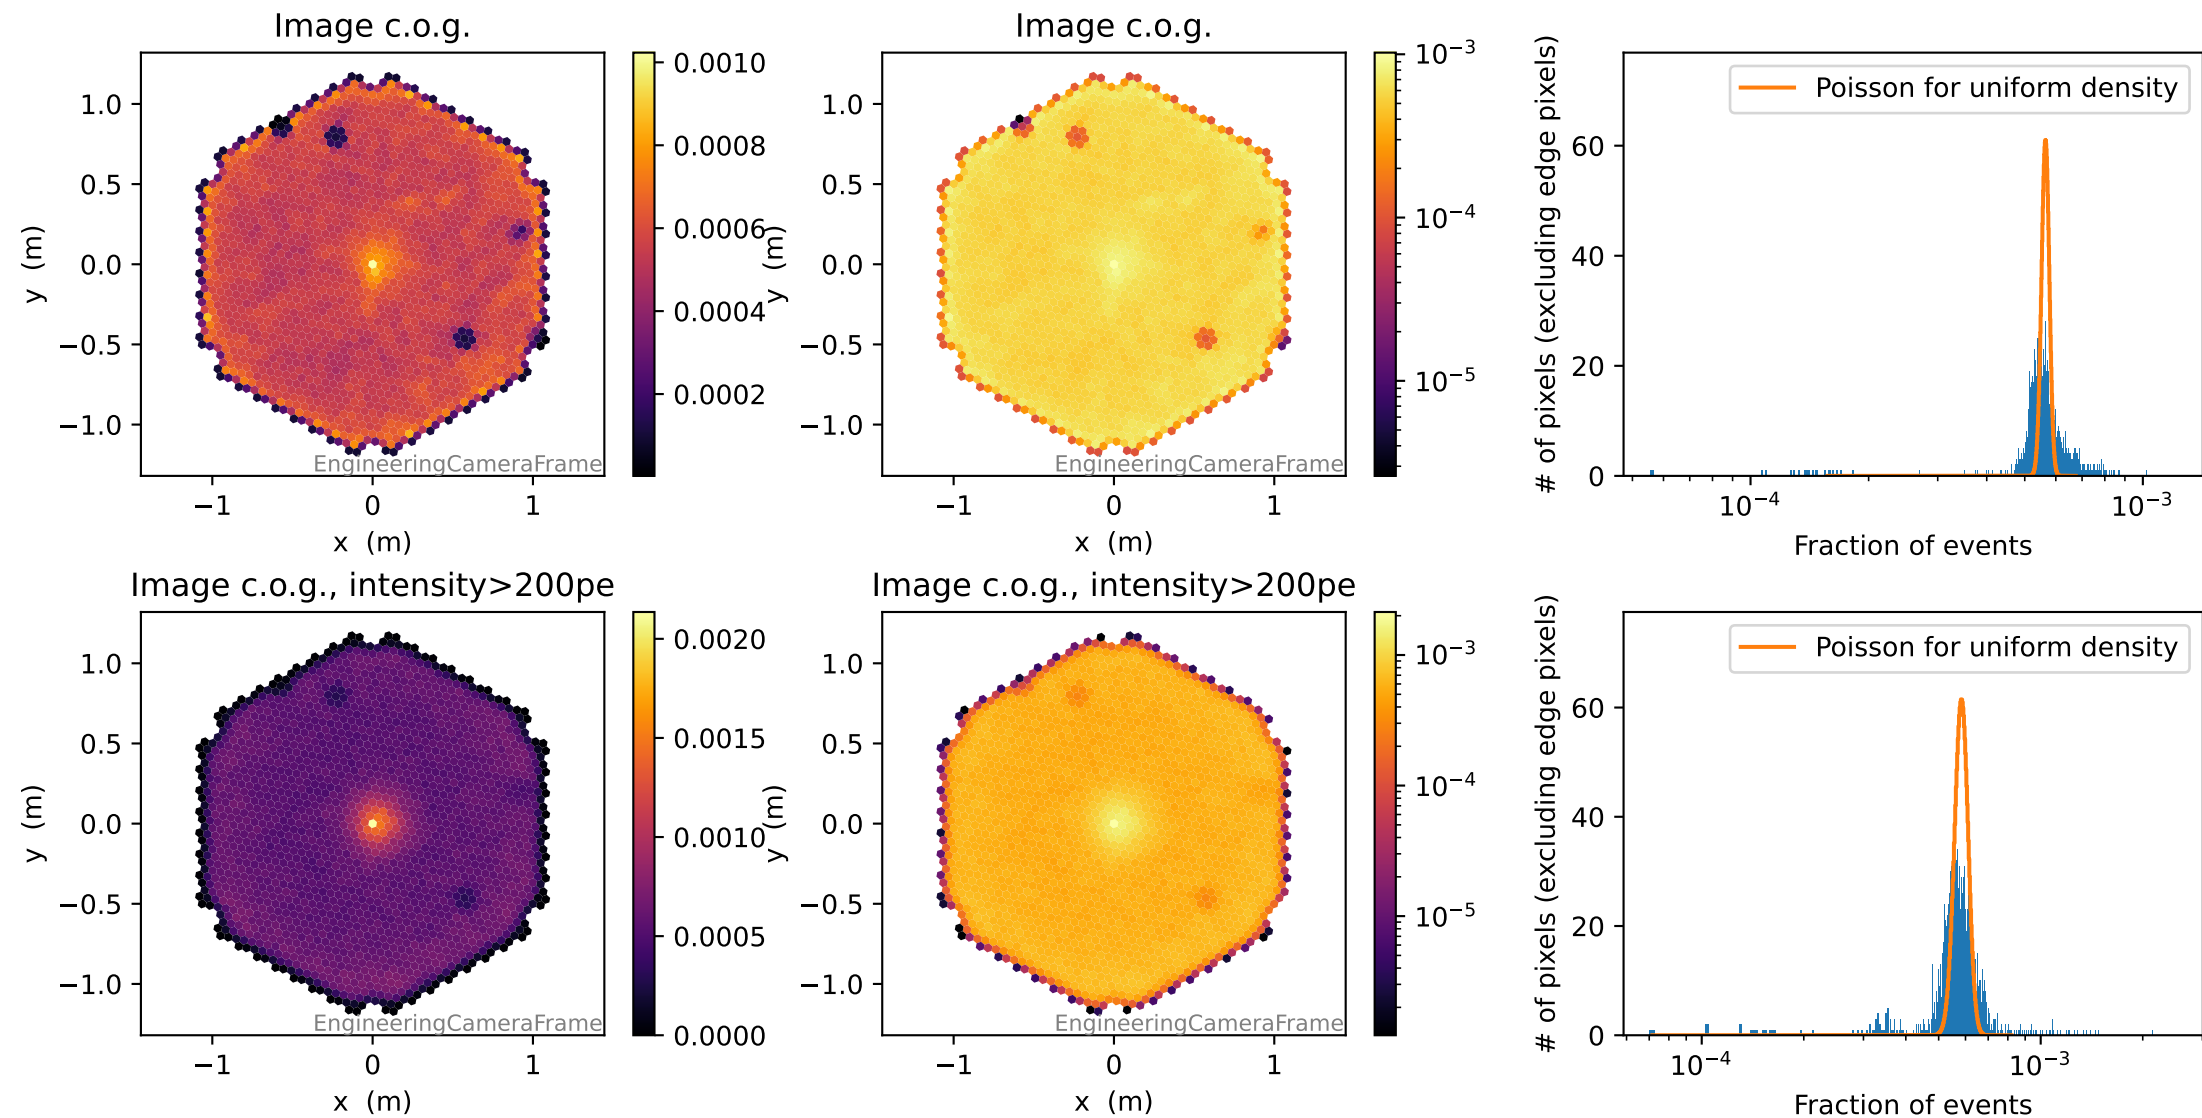 Image c.o.g.
1.0
0.5
0.0
−0.5
−1.0
y (m)
−1
0
1
x (m)
EngineeringCameraFrame
0.0010
0.0008
0.0006
0.0004
0.0002
Image c.o.g.
1.0
0.5
0.0
−0.5
−1.0
y (m)
−1
0
1
x (m)
EngineeringCameraFrame
10⁻³
10⁻⁴
10⁻⁵
# of pixels (excluding edge pixels)
60
40
20
0
Poisson for uniform density
10⁻⁴
10⁻³
Fraction of events
Image c.o.g., intensity>200pe
1.0
0.5
0.0
−0.5
−1.0
y (m)
−1
0
1
x (m)
EngineeringCameraFrame
0.0020
0.0015
0.0010
0.0005
0.0000
Image c.o.g., intensity>200pe
1.0
0.5
0.0
−0.5
−1.0
y (m)
−1
0
1
x (m)
EngineeringCameraFrame
10⁻³
10⁻⁴
10⁻⁵
# of pixels (excluding edge pixels)
60
40
20
0
Poisson for uniform density
10⁻⁴
10⁻³
Fraction of events